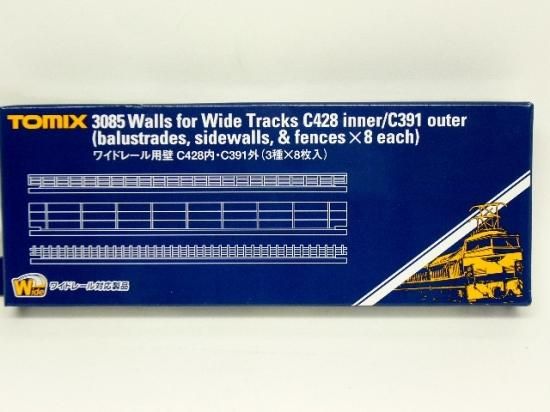 TOMIX 3085 Walls for Wide Tracks C428 inner/C391 outer
(balustrades, sidewalls, & fences×8 each)
ワイドレール用壁 C428内・C391外(3種×8枚入)
Wide ワイドレール対応製品